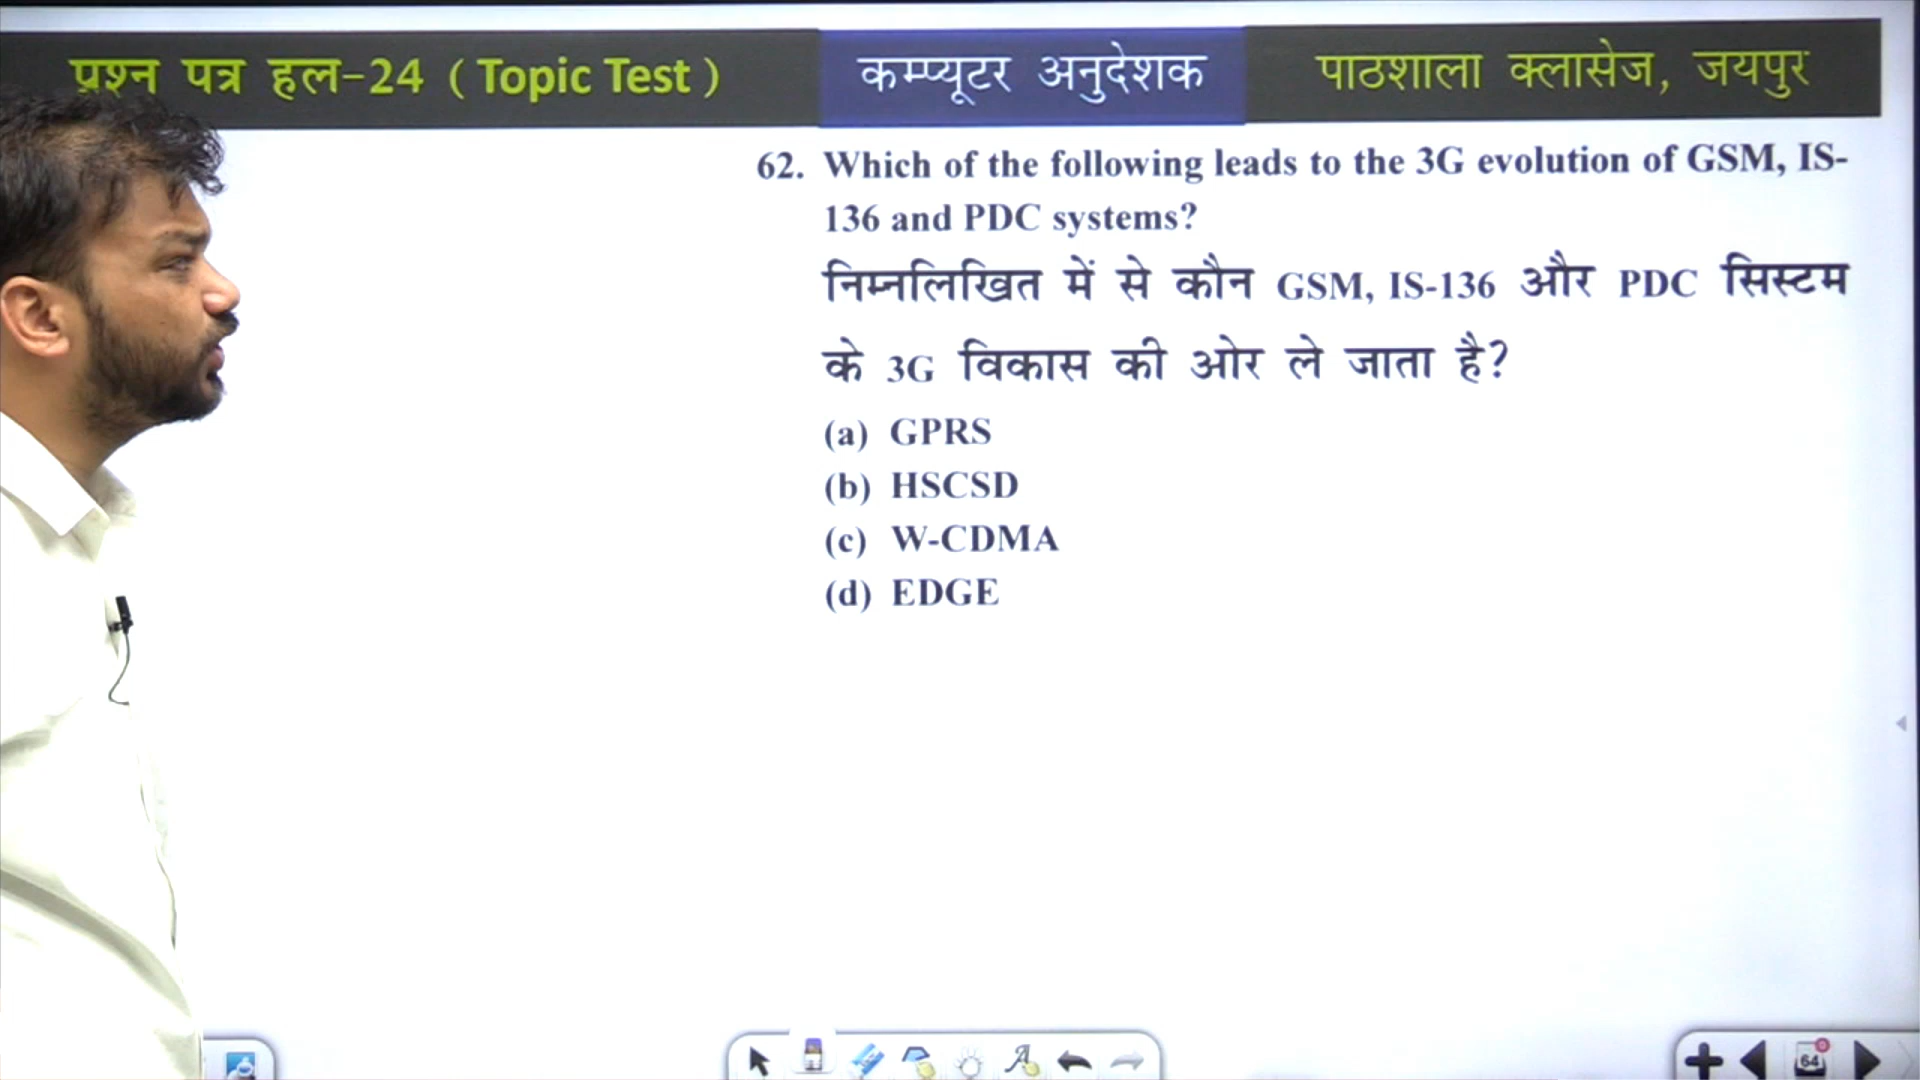 प्रश्न पत्र हल-24 ( Topic Test )
कम्प्यूटर अनुदेशक
पाठशाला क्लासेज, जयपुर
62. Which of the following leads to the 3G evolution of GSM, IS-
136 and PDC systems?
निम्नलिखित में से कौन GSM, IS-136 और PDC सिस्टम
के 3G विकास की ओर ले जाता है?
(a) GPRS
(b) HSCSD
(c) W-CDMA
(d) EDGE
64